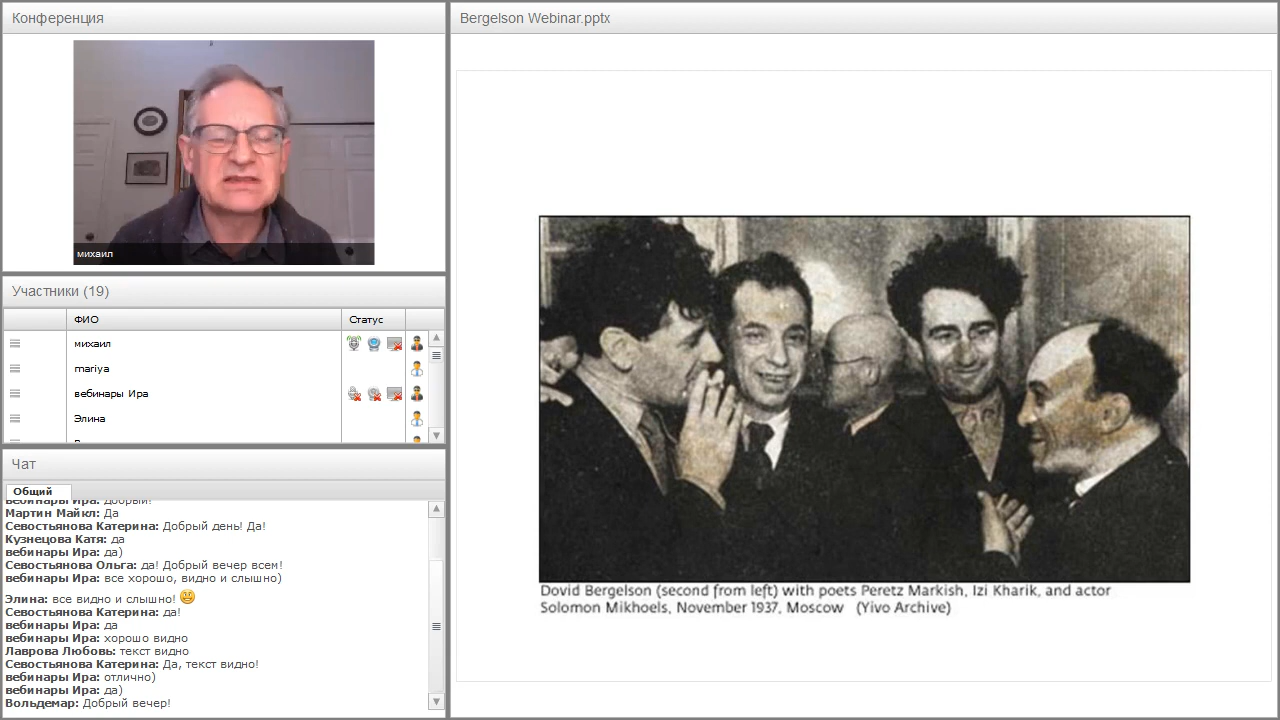 Конференция
михаил
Участники (19)
ФИО
Статус
михаил
mariya
вебинары Ира
Элина
Чат
Общий
вебинары Ира: добрый!
Мартин Майкл: Да
Севостьянова Катерина: Добрый день! Да!
Кузнецова Катя: да
вебинары Ира: да)
Севостьянова Ольга: да! Добрый вечер всем!
вебинары Ира: все хорошо, видно и слышно)
Элина: все видно и слышно!
Севостьянова Катерина: да!
вебинары Ира: да
вебинары Ира: хорошо видно
Лаврова Любовь: текст видно
Севостьянова Катерина: Да, текст видно!
вебинары Ира: отлично)
вебинары Ира: да)
Вольдемар: Добрый вечер!
Bergelson Webinar.pptx
Dovid Bergelson (second from left) with poets Peretz Markish, Izi Kharik, and actor
Solomon Mikhoels, November 1937, Moscow (Yivo Archive)